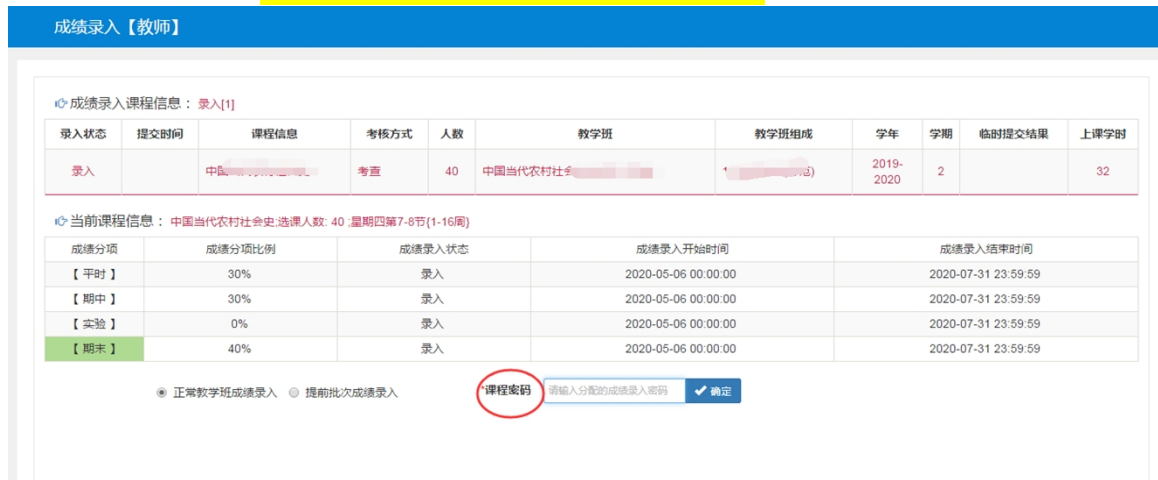 成绩录入【教师】
成绩录入课程信息： 录入[1]
录入状态 提交时间 课程信息 考核方式 人数 教学班 教学班组成 学年 学期 临时提交结果 上课学时
录入 中国 考查 40 中国当代农村社会 1 2019-2020 2 32
当前课程信息： 中国当代农村社会史;选课人数: 40 ;星期四第7-8节{1-16周}
成绩分项 成绩分项比例 成绩录入状态 成绩录入开始时间 成绩录入结束时间
【 平时 】 30% 录入 2020-05-06 00:00:00 2020-07-31 23:59:59
【 期中 】 30% 录入 2020-05-06 00:00:00 2020-07-31 23:59:59
【 实验 】 0% 录入 2020-05-06 00:00:00 2020-07-31 23:59:59
【 期末 】 40% 录入 2020-05-06 00:00:00 2020-07-31 23:59:59
正常教学班成绩录入 提前批次成绩录入 *课程密码 请输入分配的成绩录入密码 确定